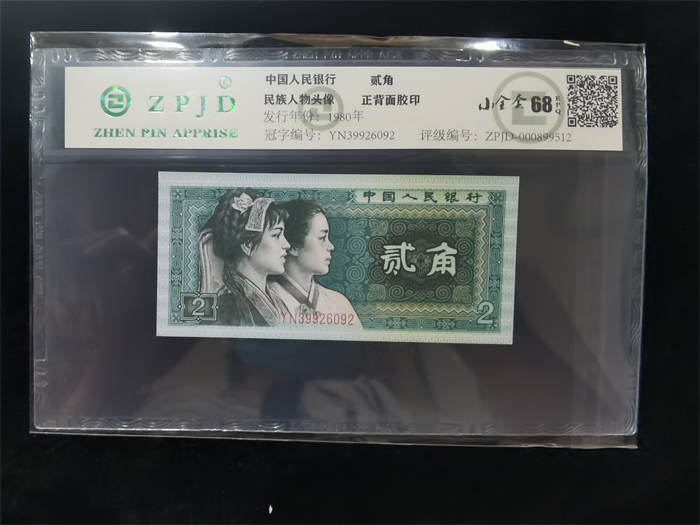 R
ZPJD
ZHEN PIN APPRISE
中国人民银行 贰角
民族人物头像 正背面胶印
发行年份：1980年
冠字编号：YN39926092
68 EPQ
评级编号：ZPJD-000899512
中国人民银行
贰角
2
YN39926092
2